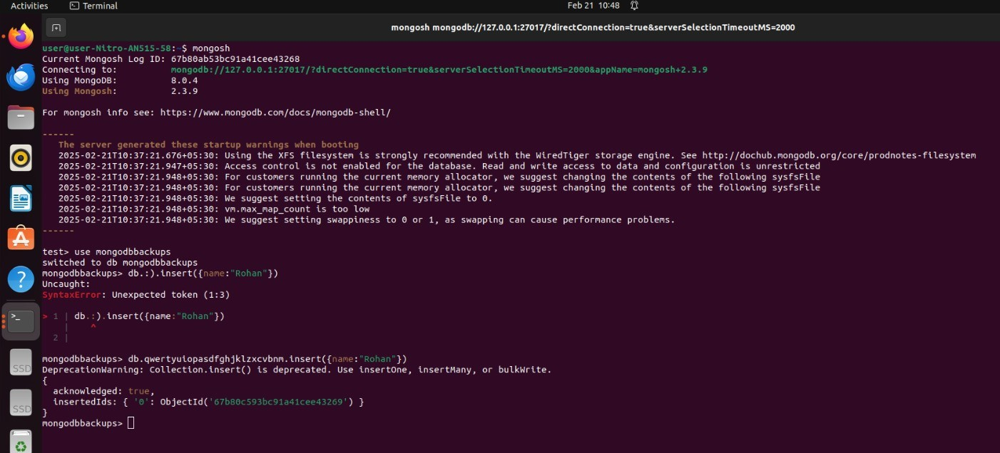 Activities Terminal Feb 21 10:48
mongosh mongodb://127.0.0.1:27017/?directConnection=true&serverSelectionTimeoutMS=2000
user@user-Nitro-AN515-58:~$ mongosh
Current Mongosh Log ID: 67b80ab53bc91a41cee43268
Connecting to: mongodb://127.0.0.1:27017/?directConnection=true&serverSelectionTimeoutMS=2000&appName=mongosh+2.3.9
Using MongoDB: 8.0.4
Using Mongosh: 2.3.9
For mongosh info see: https://www.mongodb.com/docs/mongodb-shell/
------
The server generated these startup warnings when booting
2025-02-21T10:37:21.676+05:30: Using the XFS filesystem is strongly recommended with the WiredTiger storage engine. See http://dochub.mongodb.org/core/prodnotes-filesystem
2025-02-21T10:37:21.947+05:30: Access control is not enabled for the database. Read and write access to data and configuration is unrestricted
2025-02-21T10:37:21.948+05:30: For customers running the current memory allocator, we suggest changing the contents of the following sysfsFile
2025-02-21T10:37:21.948+05:30: For customers running the current memory allocator, we suggest changing the contents of the following sysfsFile
2025-02-21T10:37:21.948+05:30: We suggest setting the contents of sysfsFile to 0.
2025-02-21T10:37:21.948+05:30: vm.max_map_count is too low
2025-02-21T10:37:21.948+05:30: We suggest setting swappiness to 0 or 1, as swapping can cause performance problems.
------
test> use mongodbbackups
switched to db mongodbbackups
mongodbbackups> db.:).insert({name:"Rohan"})
Uncaught:
SyntaxError: Unexpected token (1:3)
> 1 | db.:).insert({name:"Rohan"})
| ^
2 |
mongodbbackups> db.qwertyuiopasdfghjklzxcvbnm.insert({name:"Rohan"})
DeprecationWarning: Collection.insert() is deprecated. Use insertOne, insertMany, or bulkWrite.
{
acknowledged: true,
insertedIds: { '0': ObjectId('67b80c593bc91a41cee43269') }
}
mongodbbackups>
SSD
SSD